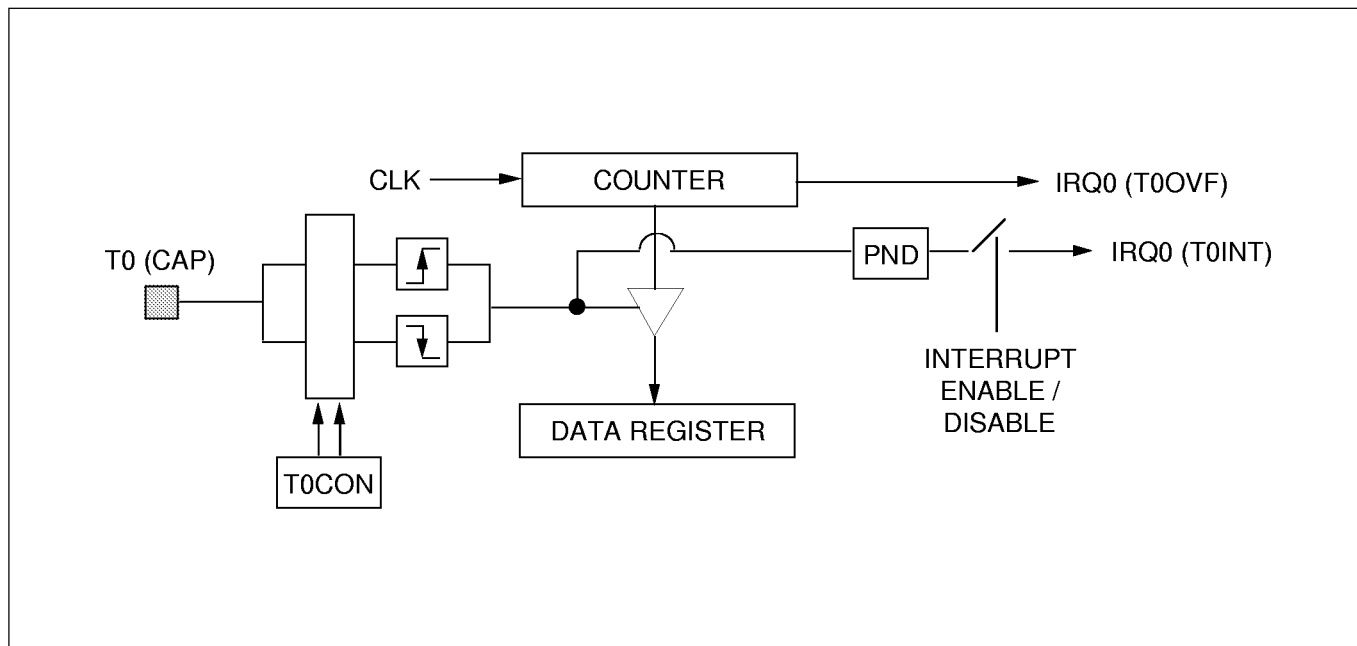 CLK
COUNTER
IRQ0 (T0OVF)
T0 (CAP)
PND
IRQ0 (T0INT)
INTERRUPT
ENABLE /
DISABLE
DATA REGISTER
T0CON